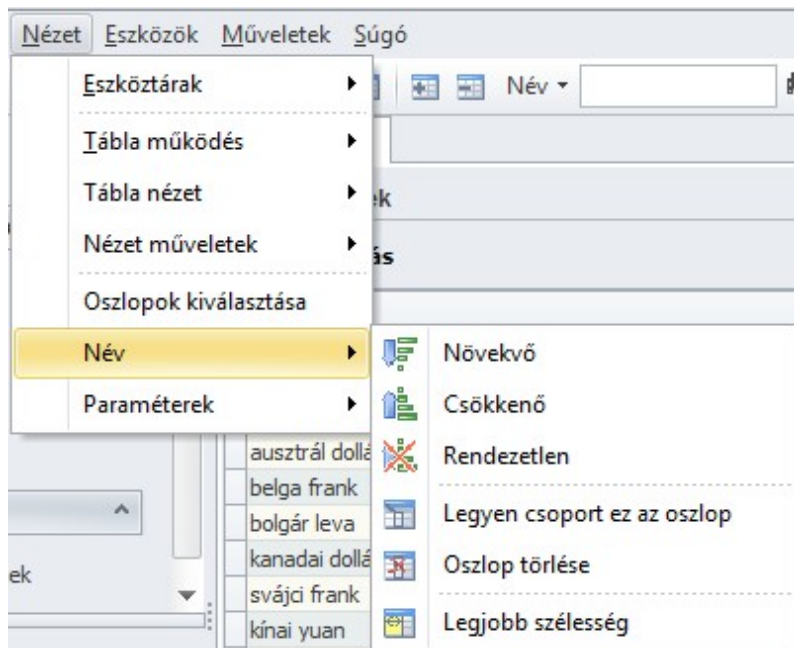 Nézet Eszközök Műveletek Súgó
Eszköztárak
Név
Tábla működés
Tábla nézet
Nézet műveletek
ás
Oszlopok kiválasztása
Név
Növekvő
Paraméterek
Csökkenő
ausztrál dollá
Rendezetlen
belga frank
bolgár leva
Legyen csoport ez az oszlop
kanadai dollá
ek
Oszlop törlése
svájci frank
kínai yuan
Legjobb szélesség